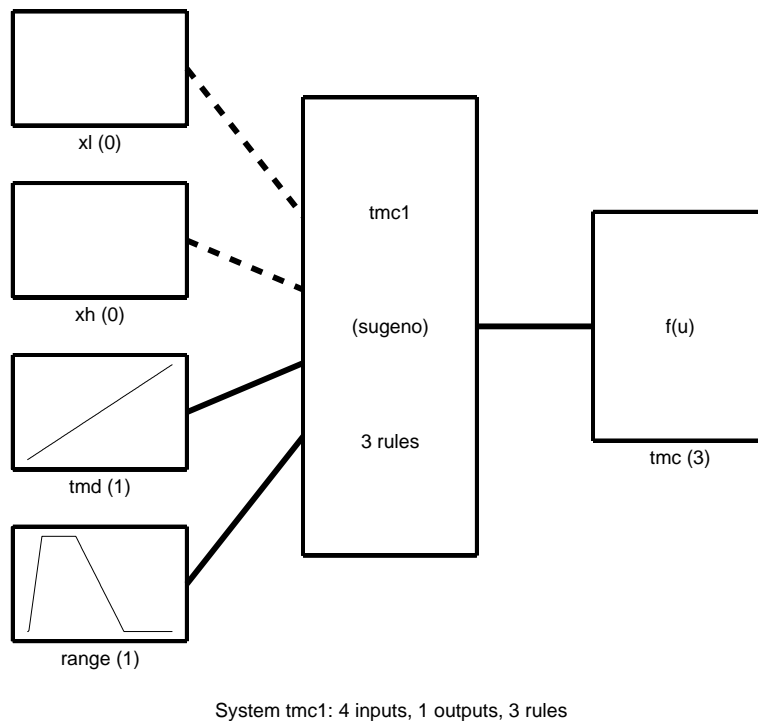 xl (0)
xh (0)
tmd (1)
range (1)
tmc1
(sugeno)
3 rules
f(u)
tmc (3)
System tmc1: 4 inputs, 1 outputs, 3 rules